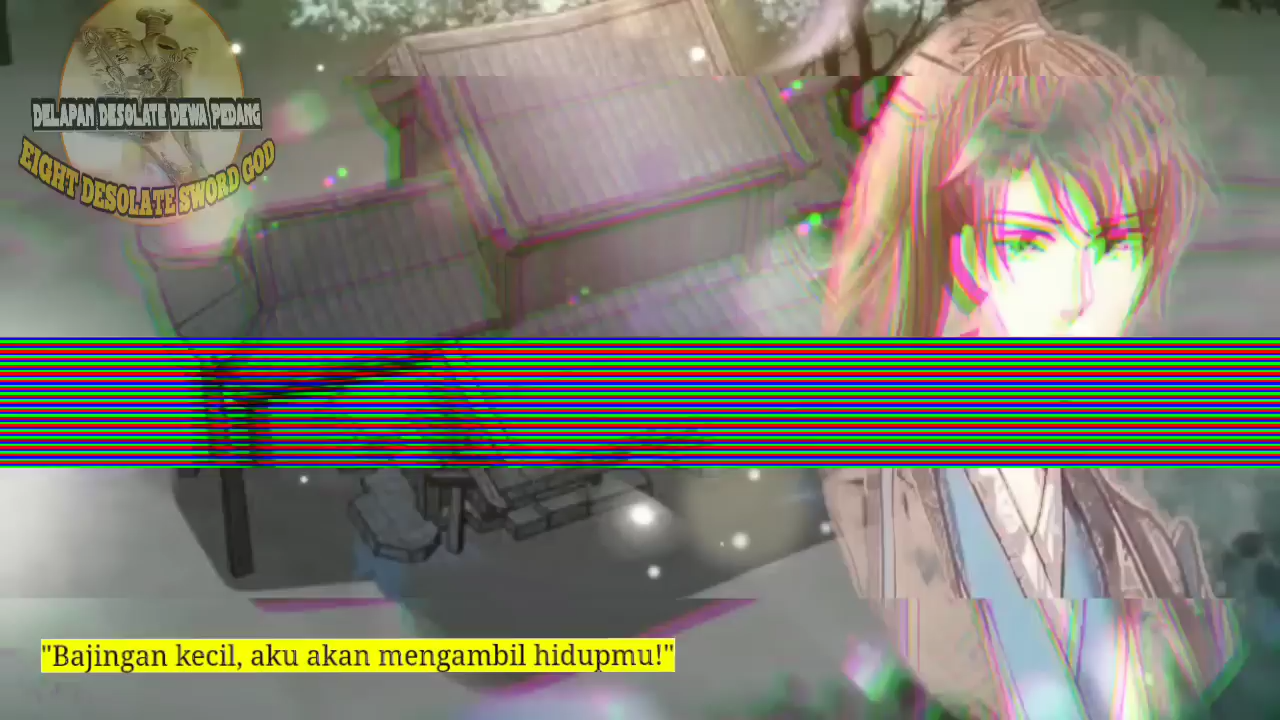 DELAPAN DESOLATE DEWA PEDANG
EIGHT DESOLATE SWORD GOD
"Bajingan kecil, aku akan mengambil hidupmu!"